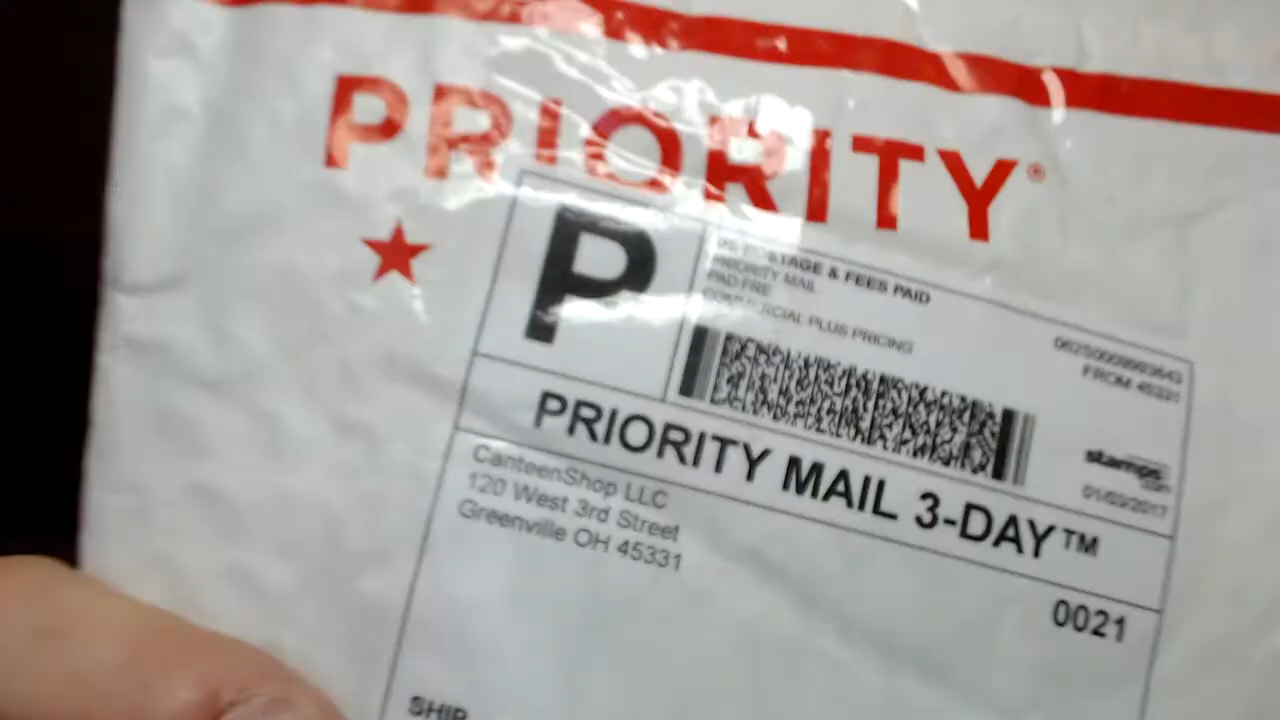 PRIORITY®
P
US POSTAGE & FEES PAID
PRIORITY MAIL
COMMERCIAL PLUS PRICING
FROM 45331
stamps
01/03/2017
PRIORITY MAIL 3-DAY™
CanteenShop LLC
120 West 3rd Street
Greenville OH 45331
0021
SHIP